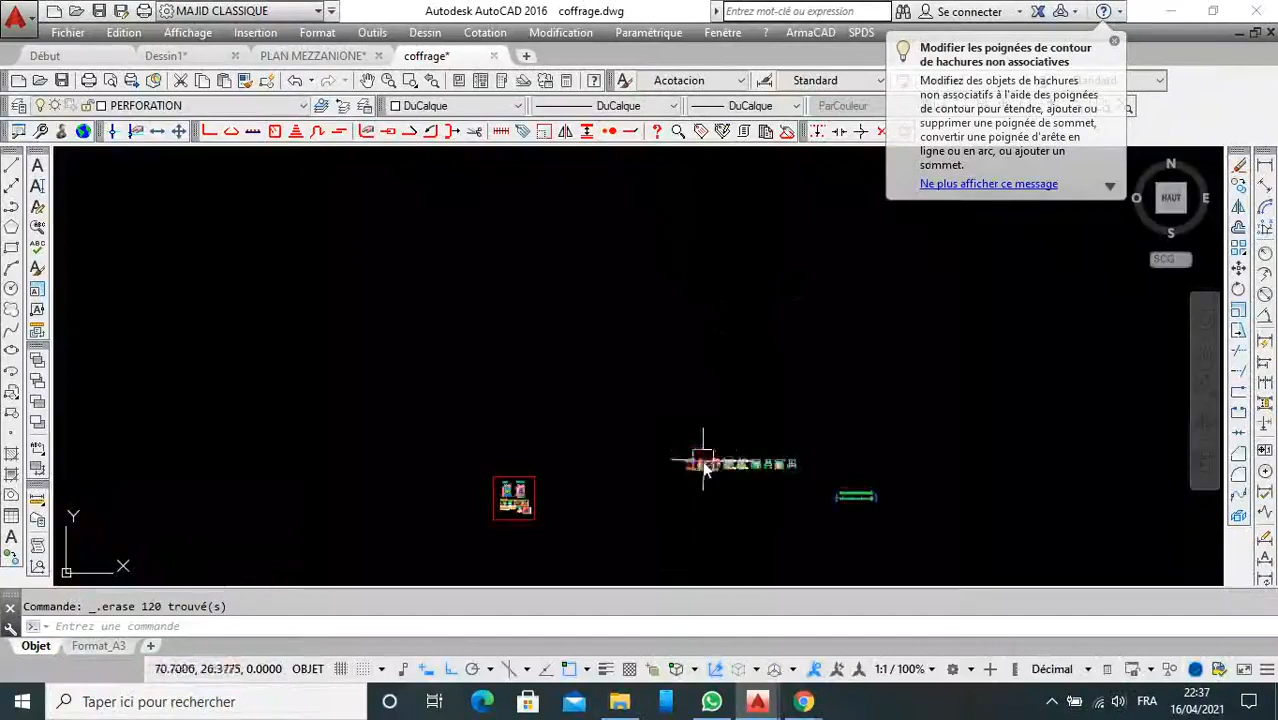 MAJID CLASSIQUE
Autodesk AutoCAD 2016 coffrage.dwg
Entrez mot-clé ou expression
Se connecter
Fichier Edition Affichage Insertion Format Outils Dessin Cotation Modification Paramétrique Fenêtre ? ArmaCAD SPDS
Début Dessin1* PLAN MEZZANIONE* coffrage*
Acotation Standard Standard
PERFORATION DuCalque DuCalque DuCalque ParCouleur
Modifier les poignées de contour
de hachures non associatives
Modifiez des objets de hachures
non associatifs à l'aide des poignées
de contour pour étendre, ajouter ou
supprimer une poignée de sommet,
convertir une poignée d'arête en
ligne ou en arc, ou ajouter un
sommet.
Ne plus afficher ce message
N
O HAUT E
S
SCG
Y
X
Commande: _.erase 120 trouvé(s)
Entrez une commande
Objet Format_A3
70.7006, 26.3775, 0.0000 OBJET 1:1 / 100% Décimal
Taper ici pour rechercher
FRA
22:37
16/04/2021